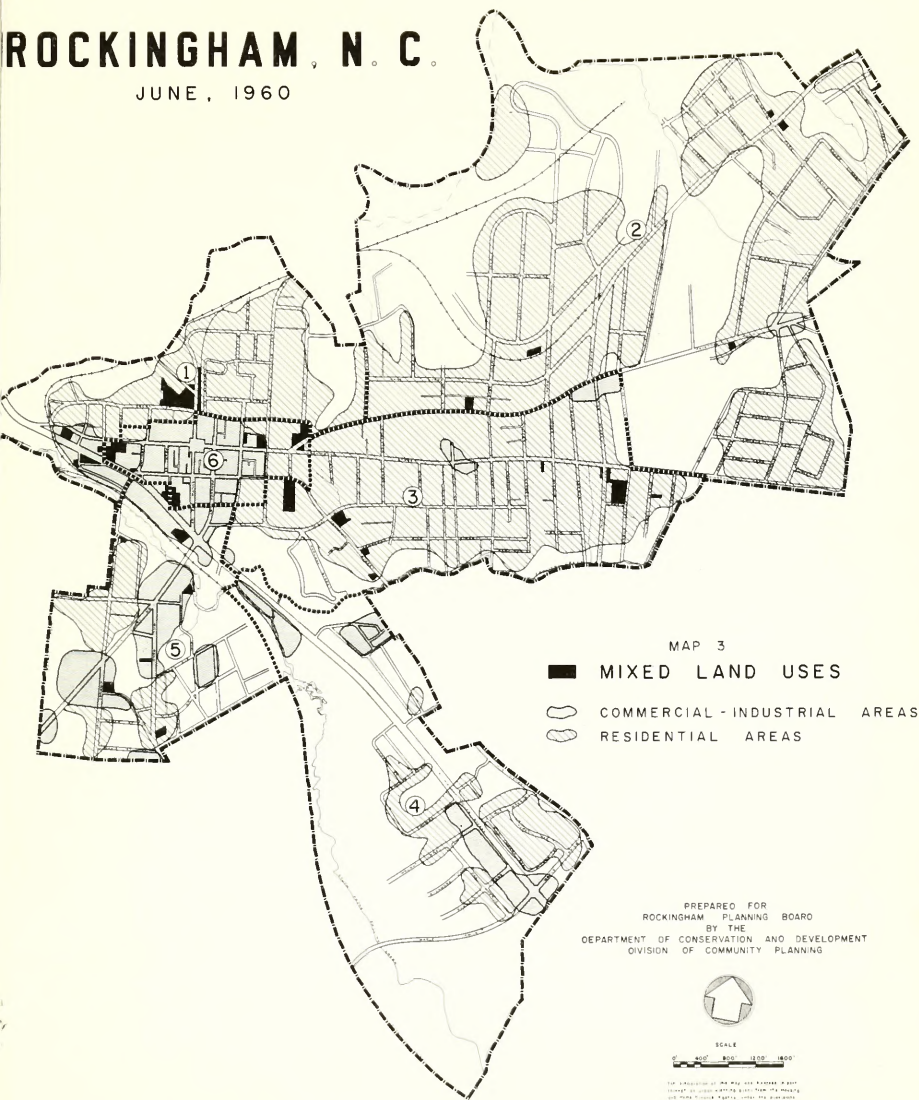 ROCKINGHAM, N. C.
JUNE, 1960
1
2
3
4
5
6
MAP 3
MIXED LAND USES
COMMERCIAL-INDUSTRIAL AREAS
RESIDENTIAL AREAS
PREPARED FOR
ROCKINGHAM PLANNING BOARD
BY THE
DEPARTMENT OF CONSERVATION AND DEVELOPMENT
DIVISION OF COMMUNITY PLANNING
SCALE
0' 400' 800' 1200' 1600'